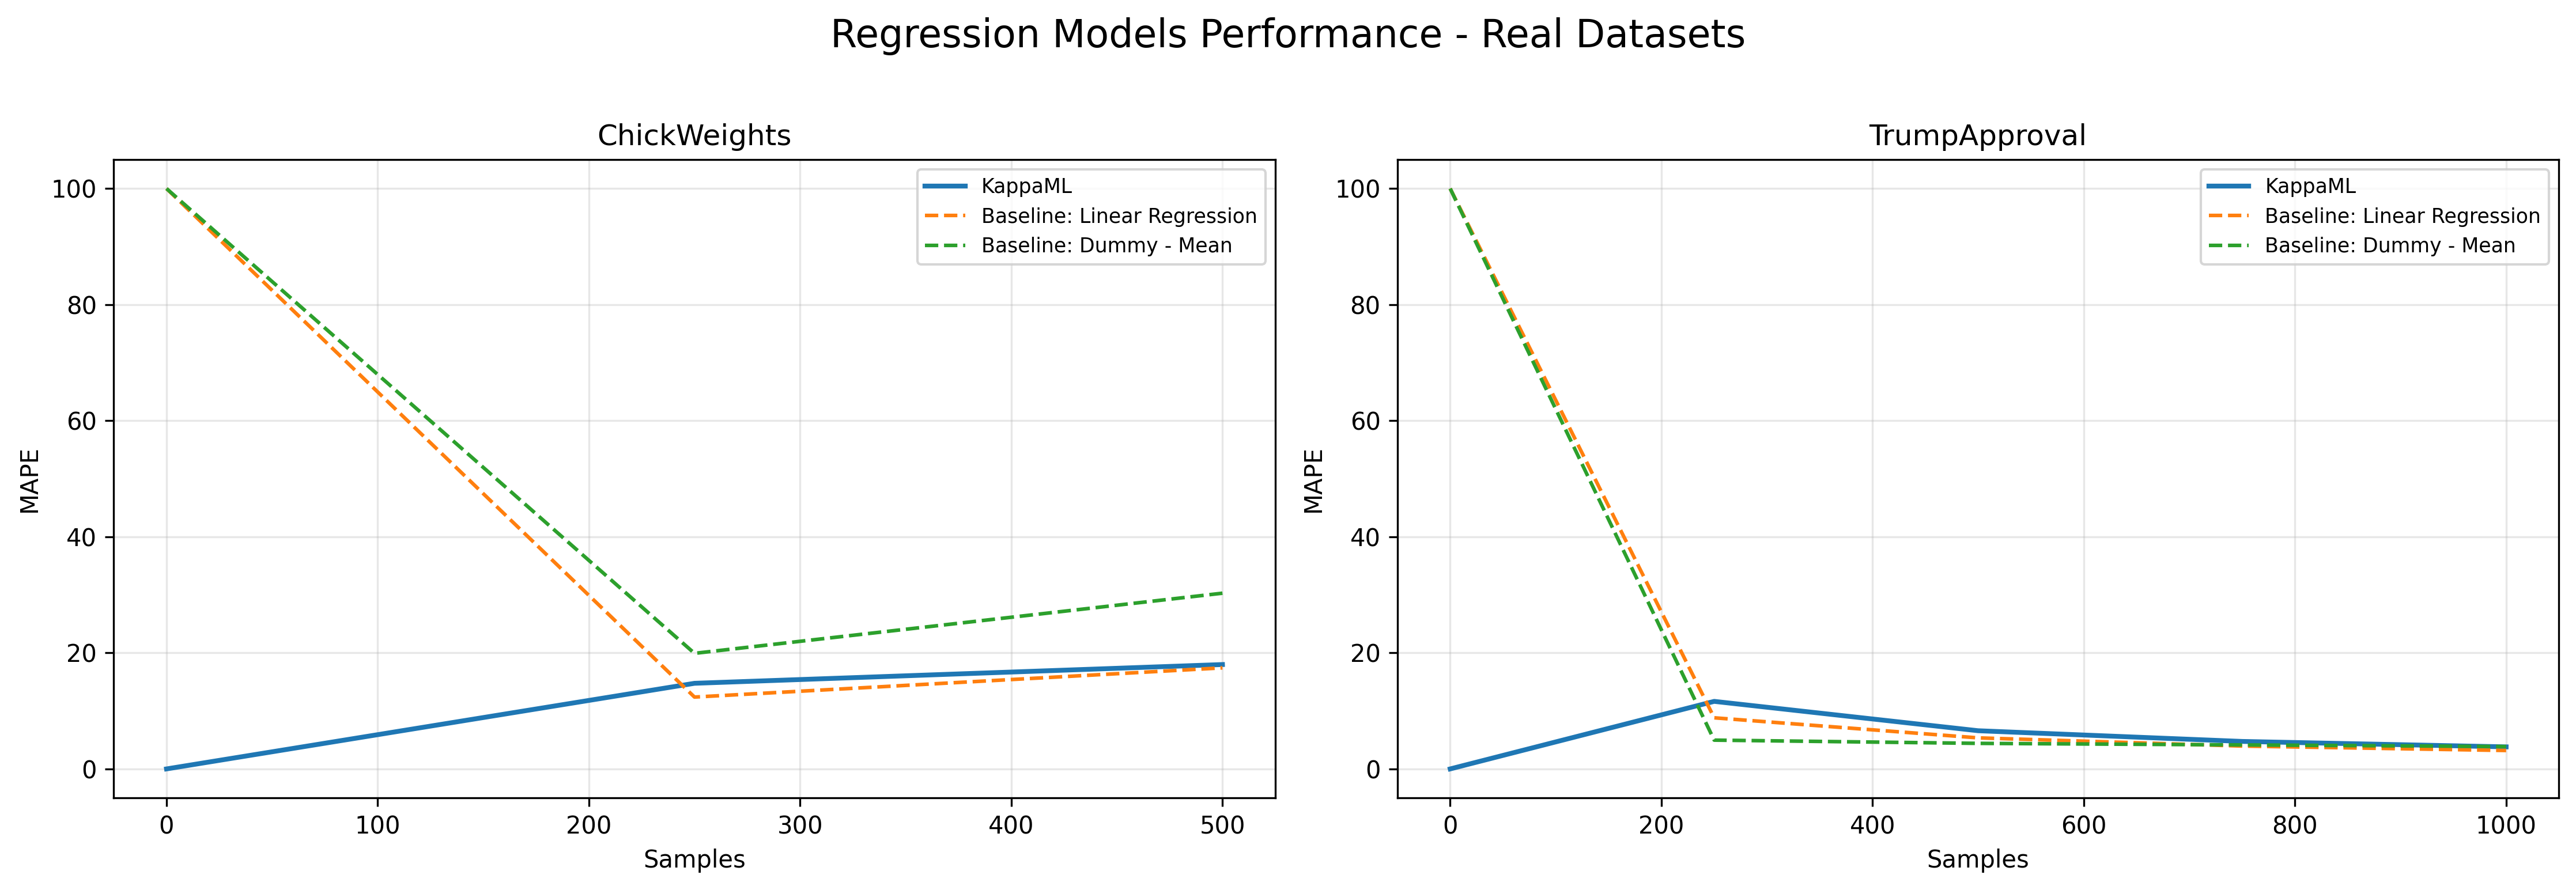 Regression Models Performance - Real Datasets
ChickWeights
MAPE
100
80
60
40
20
0
KappaML
Baseline: Linear Regression
Baseline: Dummy - Mean
0 100 200 300 400 500
Samples
TrumpApproval
MAPE
100
80
60
40
20
0
KappaML
Baseline: Linear Regression
Baseline: Dummy - Mean
0 200 400 600 800 1000
Samples